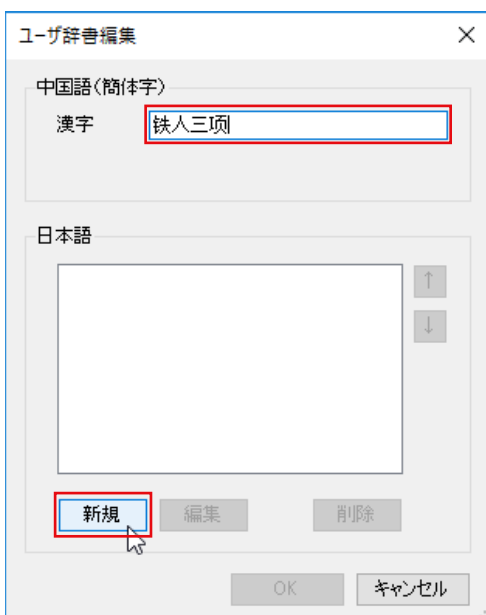 ユーザ辞書編集
中国語(簡体字)
漢字 铁人三项
日本語
↑
↓
新規 編集 削除
OK キャンセル